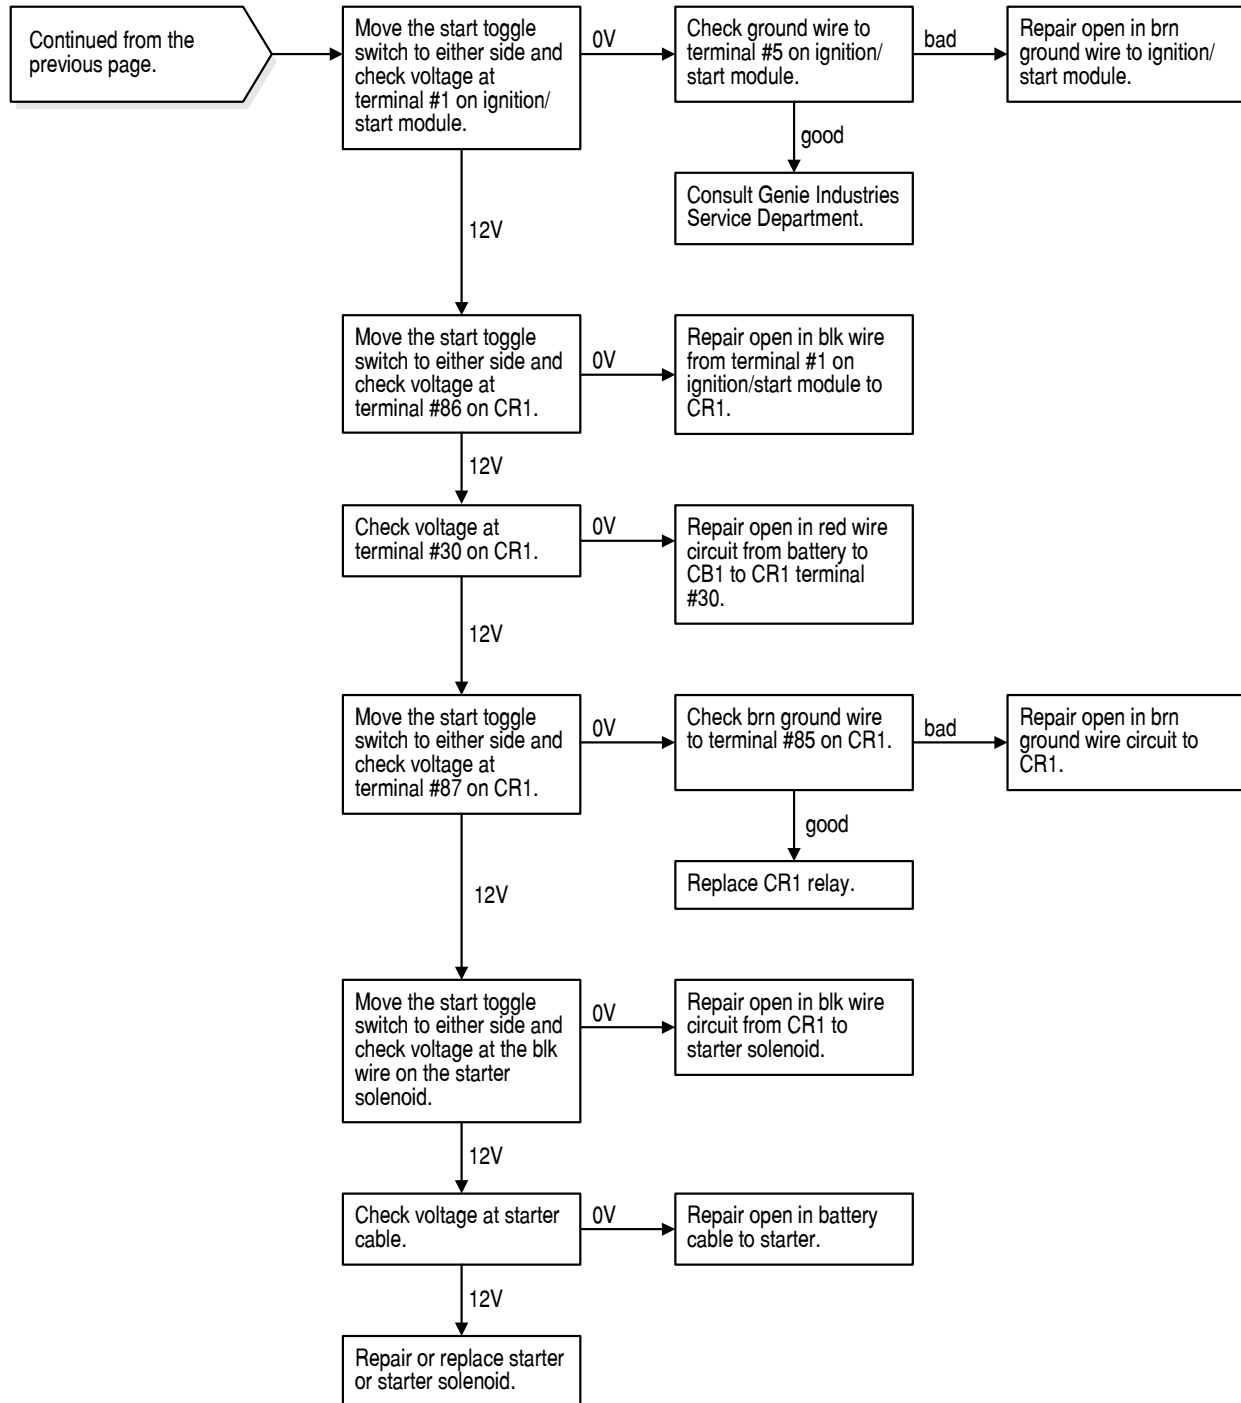 Continued from the
previous page.
Move the start toggle
switch to either side and
check voltage at
terminal #1 on ignition/
start module.
0V
Check ground wire to
terminal #5 on ignition/
start module.
bad
Repair open in brn
ground wire to ignition/
start module.
good
Consult Genie Industries
Service Department.
12V
Move the start toggle
switch to either side and
check voltage at
terminal #86 on CR1.
0V
Repair open in blk wire
from terminal #1 on
ignition/start module to
CR1.
12V
Check voltage at
terminal #30 on CR1.
0V
Repair open in red wire
circuit from battery to
CB1 to CR1 terminal
#30.
12V
Move the start toggle
switch to either side and
check voltage at
terminal #87 on CR1.
0V
Check brn ground wire
to terminal #85 on CR1.
bad
Repair open in brn
ground wire circuit to
CR1.
good
Replace CR1 relay.
12V
Move the start toggle
switch to either side and
check voltage at the blk
wire on the starter
solenoid.
0V
Repair open in blk wire
circuit from CR1 to
starter solenoid.
12V
Check voltage at starter
cable.
0V
Repair open in battery
cable to starter.
12V
Repair or replace starter
or starter solenoid.